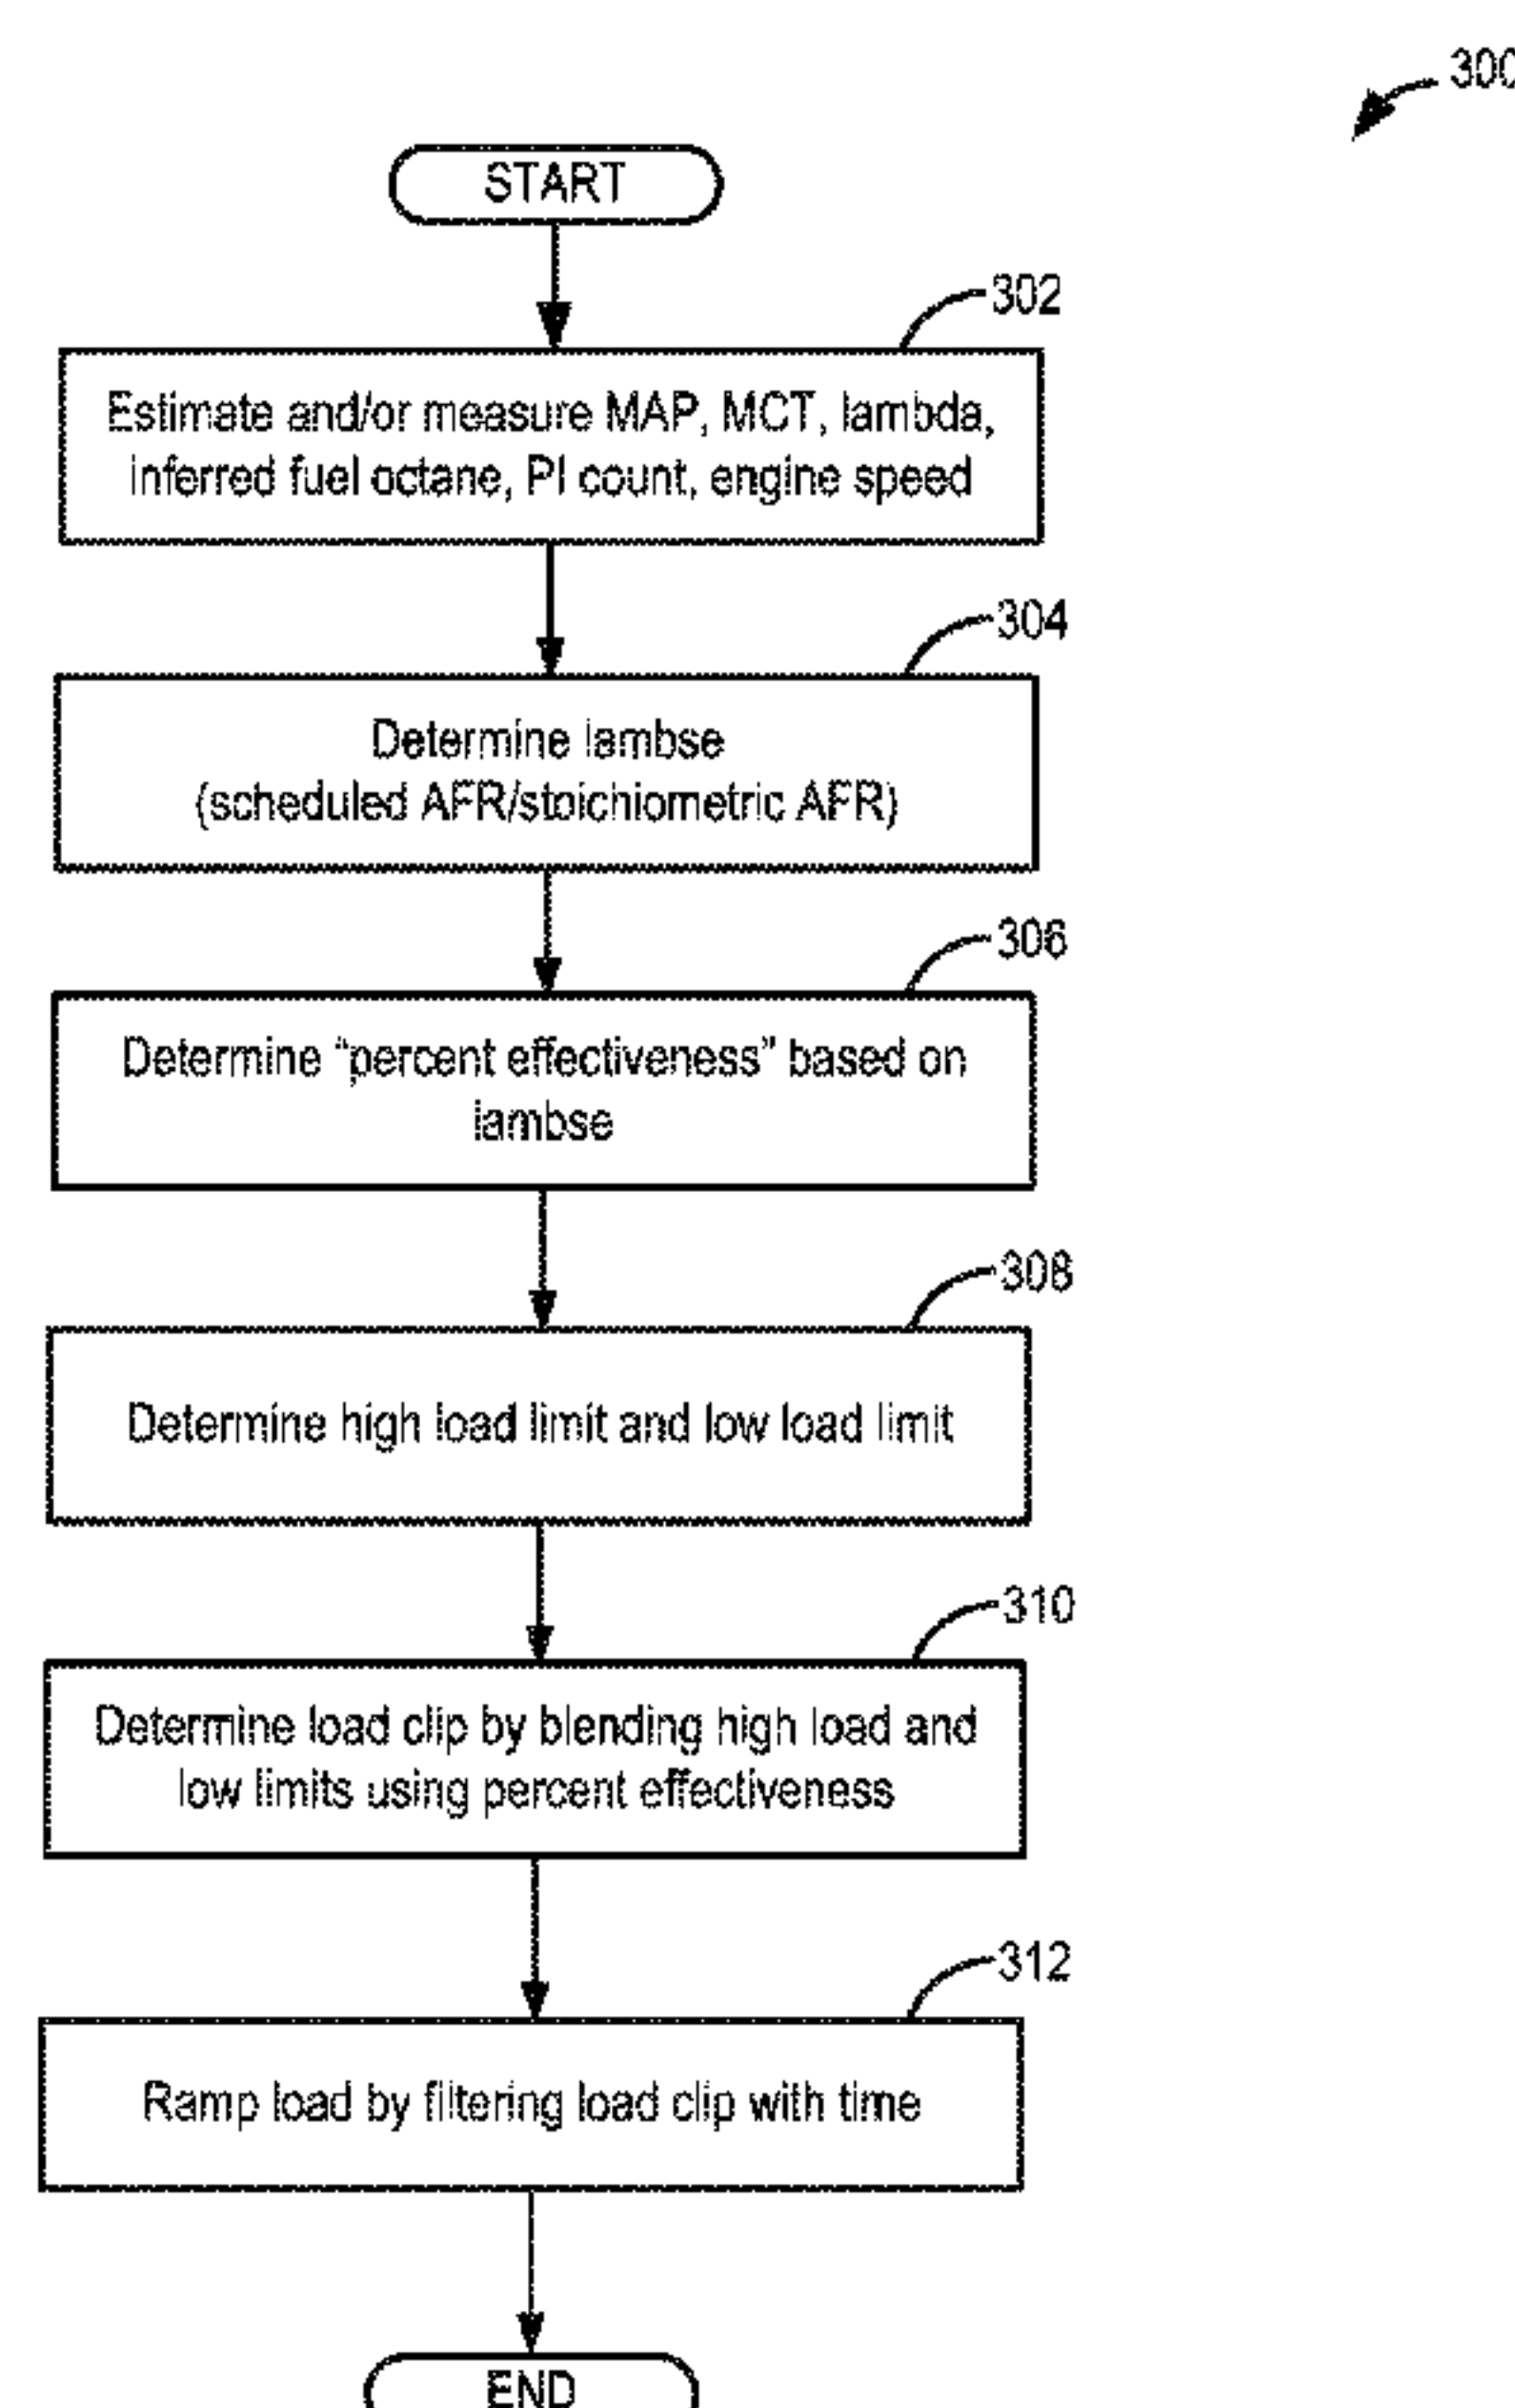 300
START
302
Estimate and/or measure MAP, MCT, lambda,
inferred fuel octane, PI count, engine speed
304
Determine lambse
(scheduled AFR/stoichiometric AFR)
306
Determine “percent effectiveness” based on
lambse
308
Determine high load limit and low load limit
310
Determine load clip by blending high load and
low limits using percent effectiveness
312
Ramp load by filtering load clip with time
END